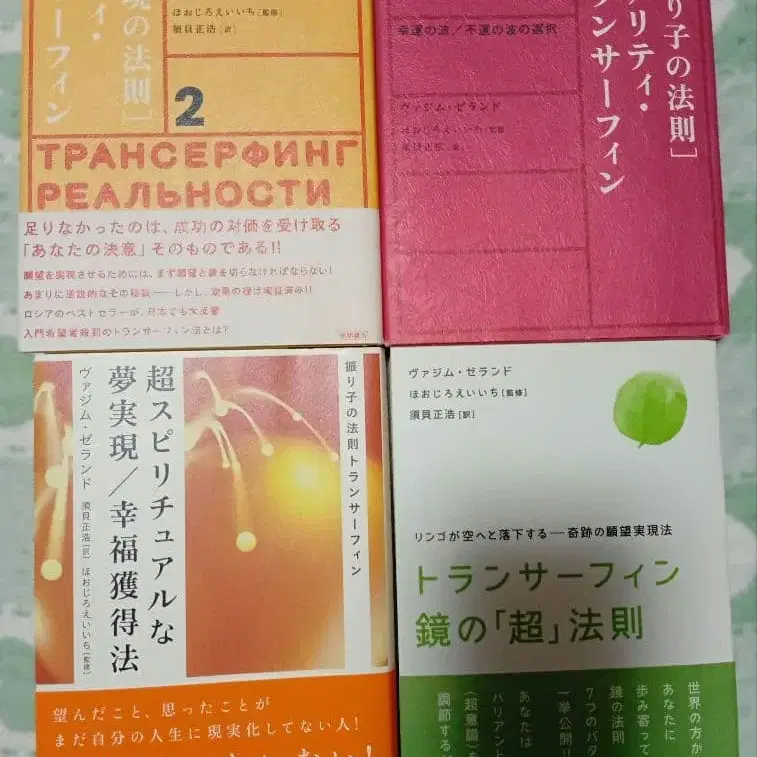 現の法則］
ィ・
ーフィン
ほおじろえいいち［監修］
須貝正浩［訳］
2
ТРАНСЕРФИНГ
РЕАЛЬНОСТИ
足りなかったのは、成功の対価を受け取る
「あなたの決意」そのものである!!
願望を実現させるためには、まず願望と縁を切らなければならない!
あまりに逆説的なその秘訣——しかし、効果の程は実証済み!!
ロシアのベストセラーが、日本でも大反響
入門希望者殺到のトランサーフィン法とは?
り子の法則］
リティ・
ンサーフィン
幸運の波／不運の波の選択
ヴァジム・ゼランド
ほおじろえいいち 監修
須貝正浩 訳
振り子の法則トランサーフィン
超スピリチュアルな
夢実現／幸福獲得法
ヴァジム・ゼランド
須貝正浩［訳］ほおじろえいいち［監修］
望んだこと、思ったことが
まだ自分の人生に現実化してない人!
ヴァジム・ゼランド
ほおじろえいいち［監修］
須貝正浩［訳］
リンゴが空へと落下する—奇跡の願望実現法
トランサーフィン
鏡の「超」法則
世界の方か
あなたに
歩み寄って
鏡の法則
7つのパタ
一挙公開!!
あなたは
バリアント
〈超意識〉を
調節する